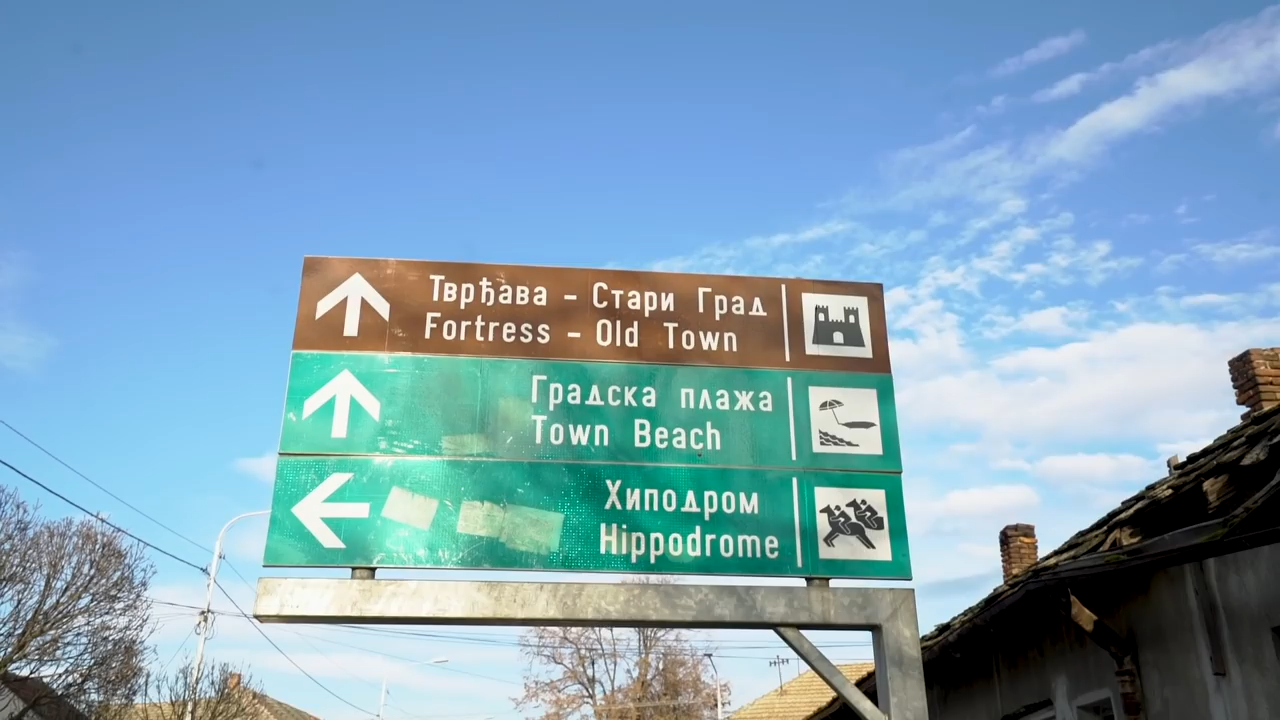 Тврђава - Стари Град
Fortress - Old Town
Градска плажа
Town Beach
Хиподром
Hippodrome